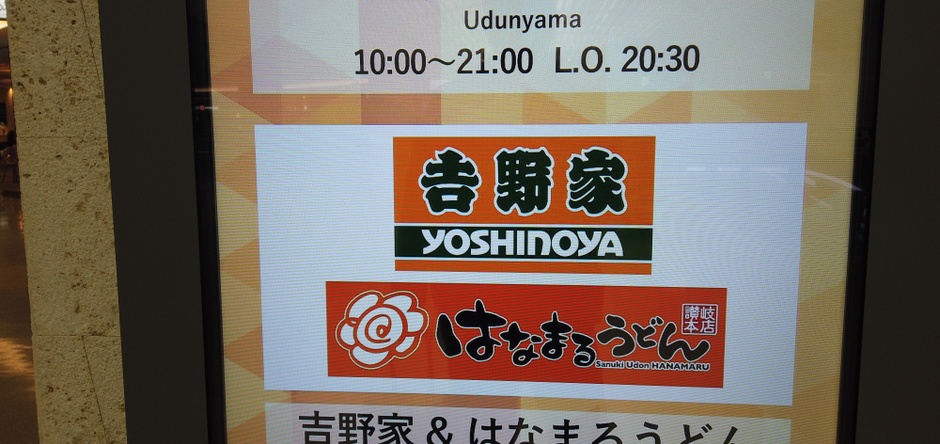 Udunyama
10:00～21:00 L.O. 20:30
吉野家
YOSHINOYA
はなまるうどん
讃岐
本店
Sanuki Udon HANAMARU
吉野家 & はなまるうどん